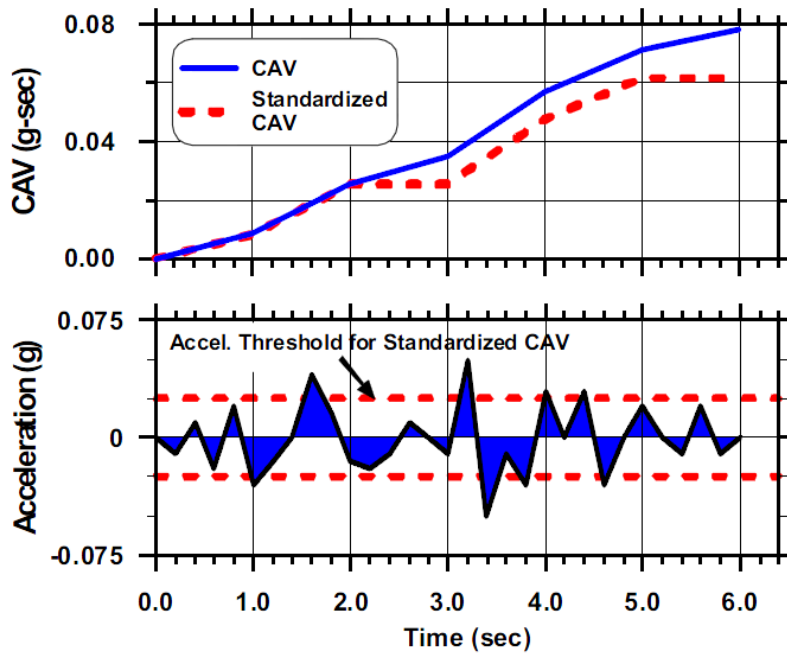 0.08
0.04
0.00
CAV (g-sec)
CAV
Standardized
CAV
0.075
0
-0.075
Acceleration (g)
Accel. Threshold for Standardized CAV
0.0 1.0 2.0 3.0 4.0 5.0 6.0
Time (sec)